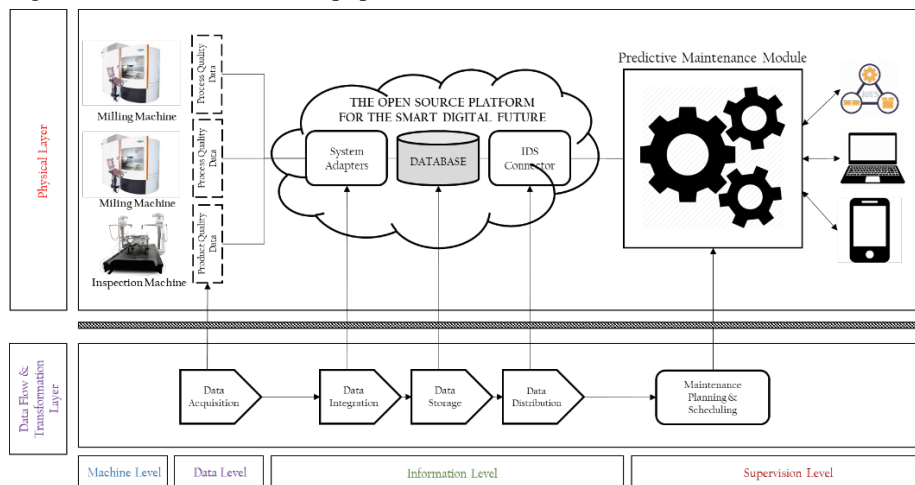 Physical Layer
Process Quality
Data
Milling Machine
Process Quality
Data
Miling Machine
Product Quality
Data
Inspection Machine
THE OPEN SOURCE PLATFORM
FOR THE SMART DIGITAL FUTURE
System
Adapters
DATABASE
IDS
Connector
Predictive Maintenance Module
Data Flow &
Transformation
Layer
Data
Acquisition
Data
Integration
Data
Storage
Data
Distribution
Maintenance
Planning &
Scheduling
Machine Level
Data Level
Information Level
Supervision Level